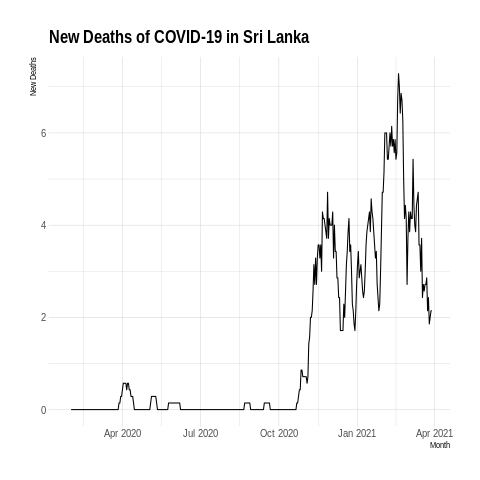 New Deaths of COVID-19 in Sri Lanka
New Deaths
6
4
2
0
Apr 2020 Jul 2020 Oct 2020 Jan 2021 Apr 2021
Month